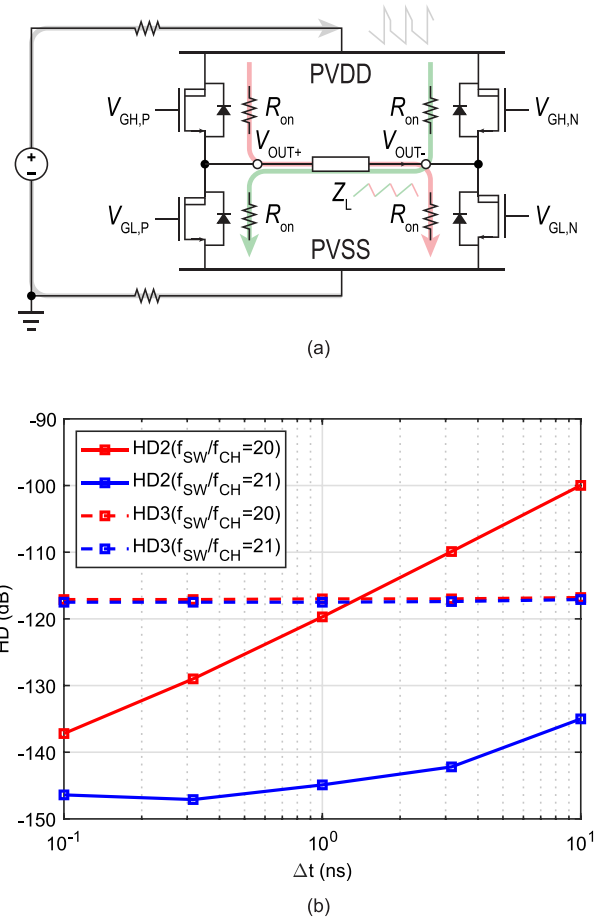 PVDD
V_GH,P
R_on
R_on
V_GH,N
V_OUT+
V_OUT-
+
-
Z_L
V_GL,P
R_on
R_on
V_GL,N
PVSS
(a)
HD2(f_SW/f_CH=20)
HD2(f_SW/f_CH=21)
HD3(f_SW/f_CH=20)
HD3(f_SW/f_CH=21)
HD (dB)
-90
-100
-110
-120
-130
-140
-150
10^-1
10^0
10^1
Δt (ns)
(b)